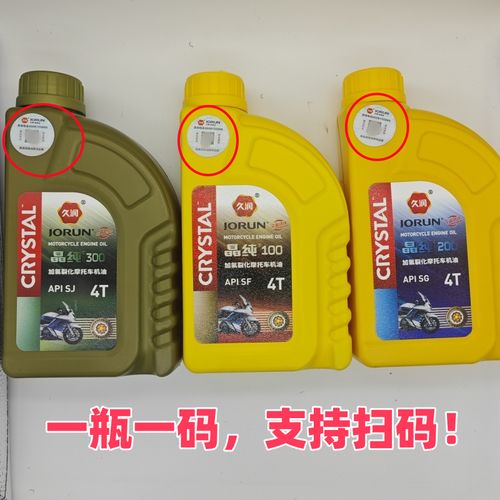 JORUN
JORUN
JORUN
久润
JORUN
MOTORCYCLE ENGINE OIL
晶纯 300
加氢裂化摩托车机油
API SJ 4T
CRYSTAL
久润
JORUN
MOTORCYCLE ENGINE OIL
晶纯 100
加氢裂化摩托车机油
API SF 4T
CRYSTAL
久润
JORUN
MOTORCYCLE ENGINE OIL
晶纯 200
加氢裂化摩托车机油
API SG 4T
CRYSTAL
一瓶一码，支持扫码！